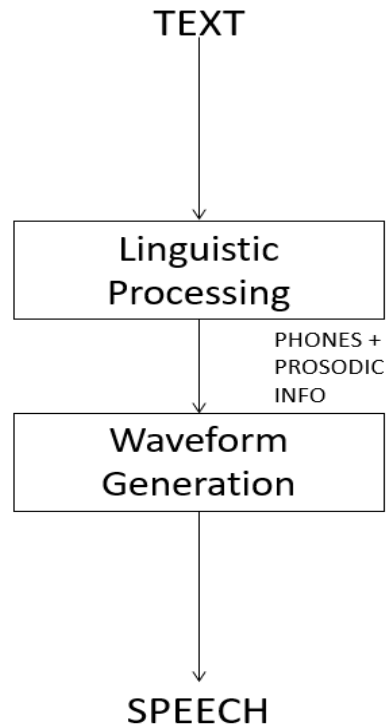 TEXT
Linguistic
Processing
PHONES +
PROSODIC
INFO
Waveform
Generation
SPEECH